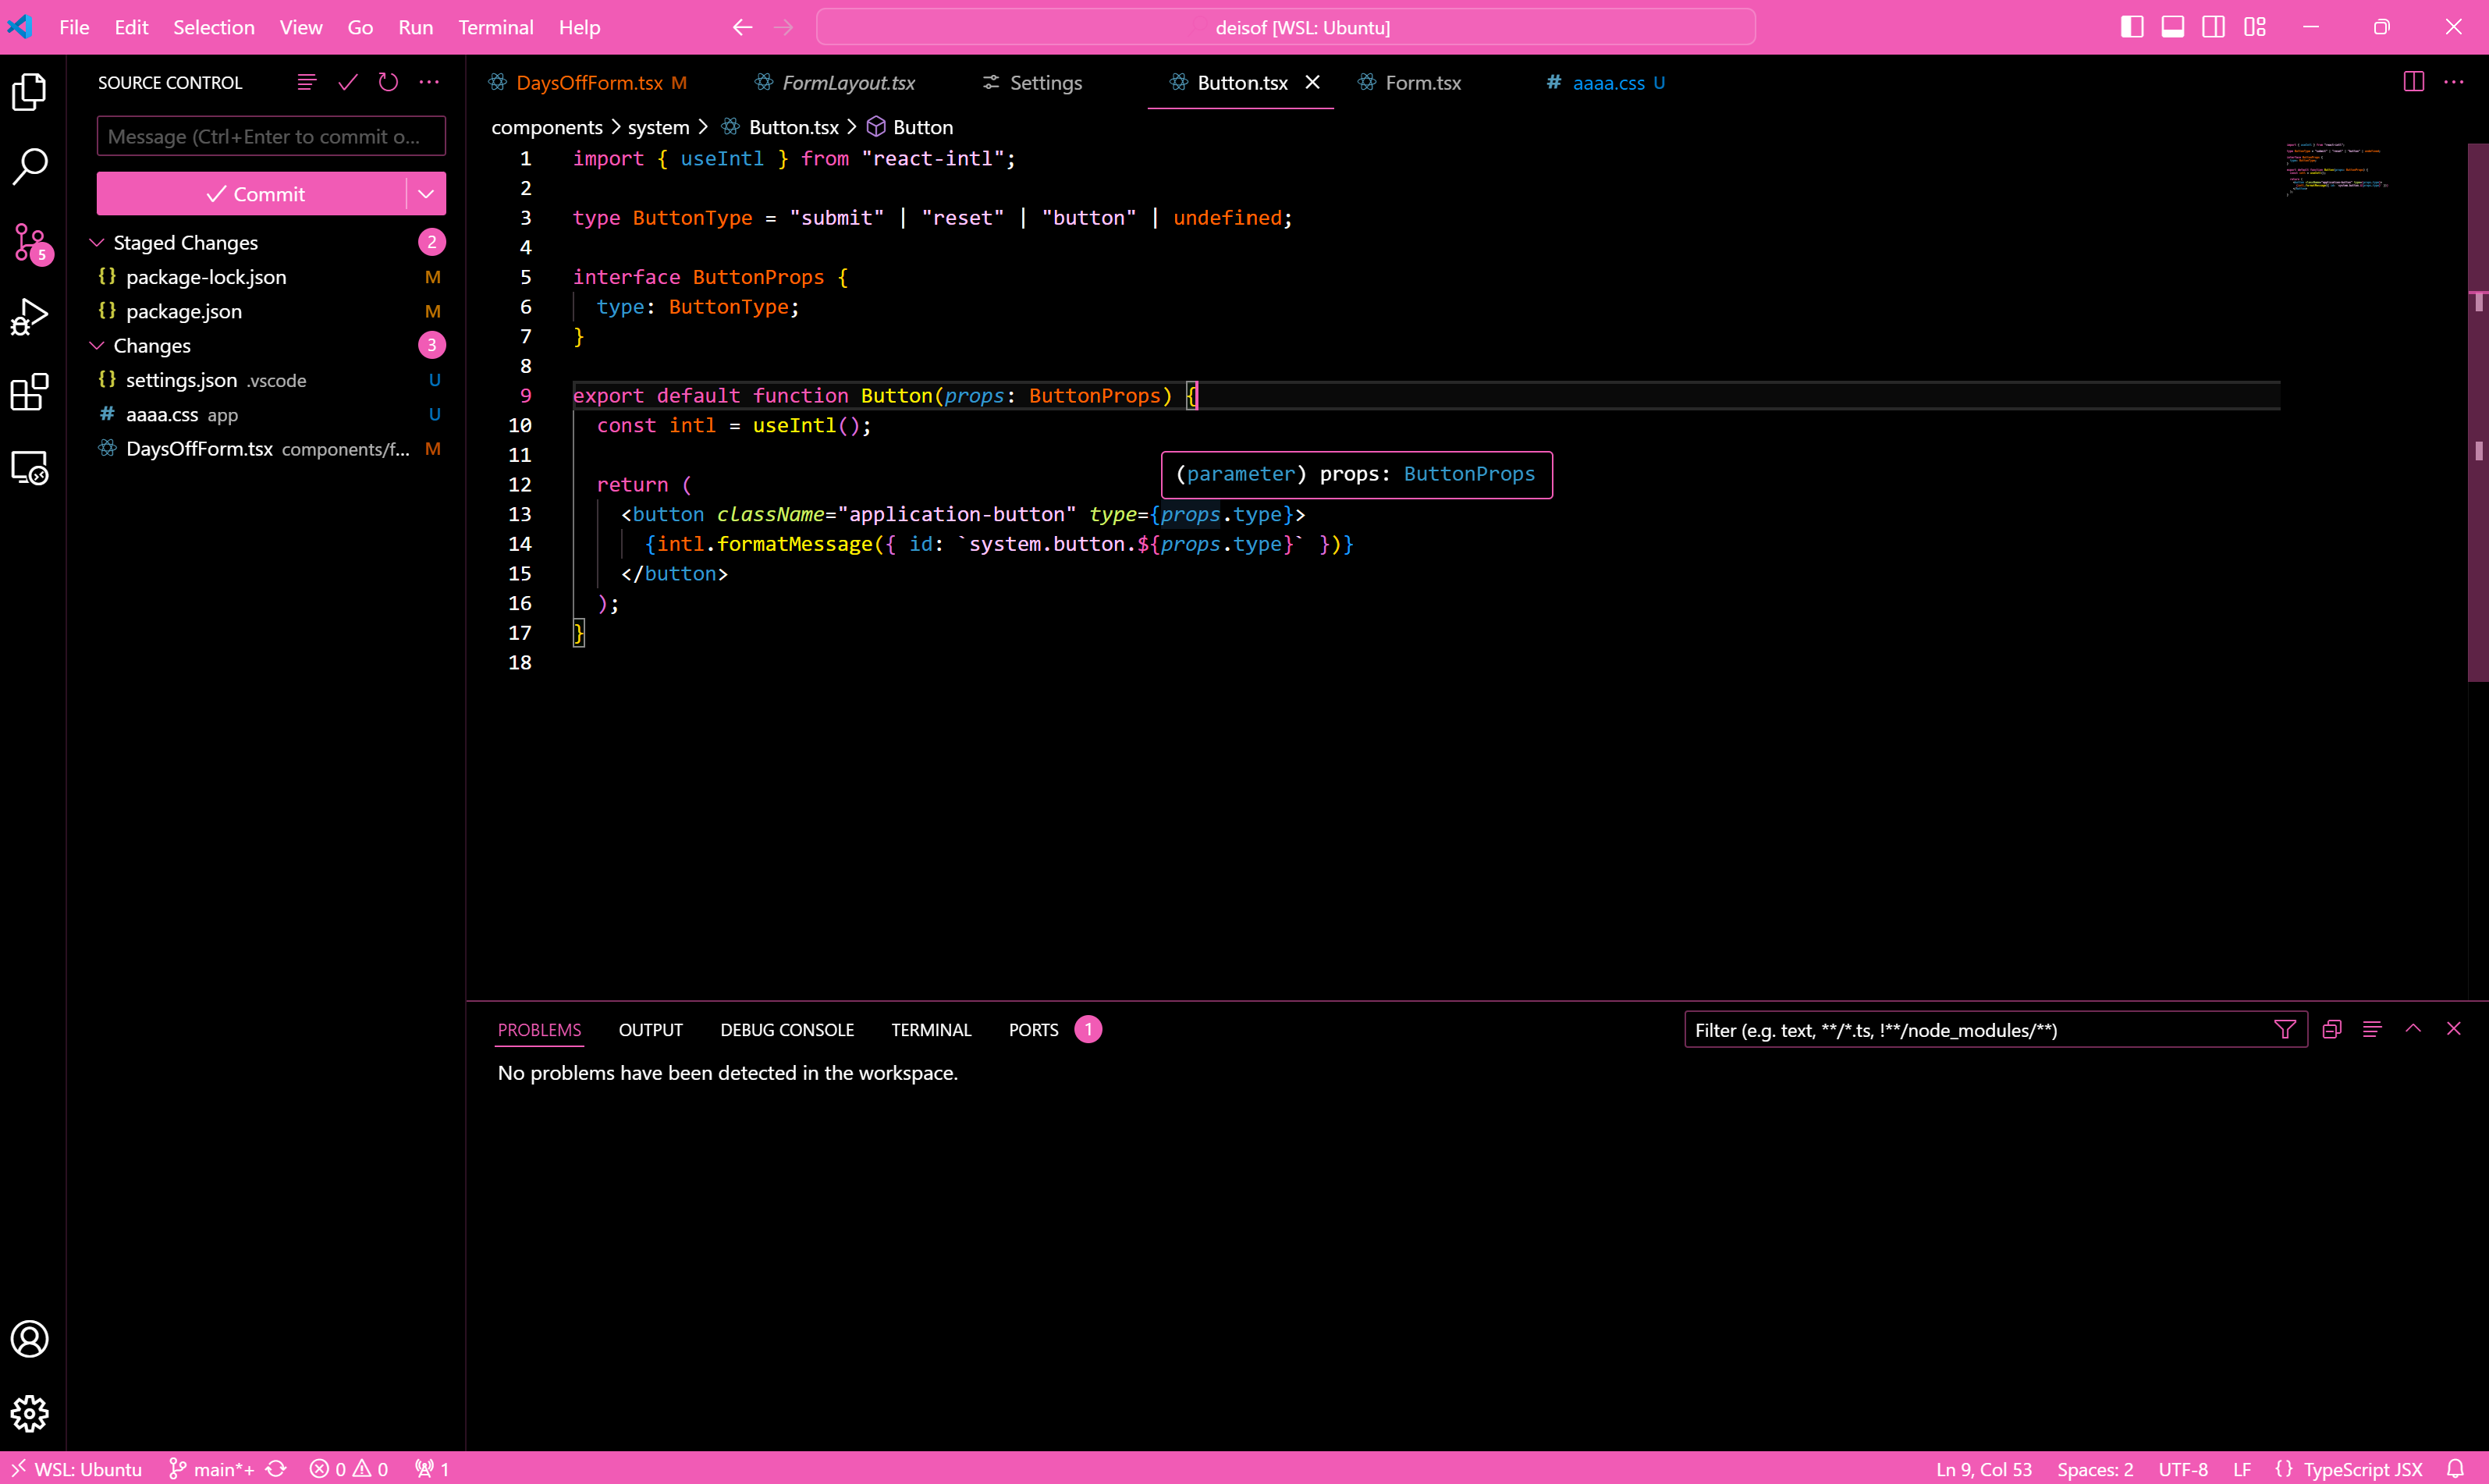 File Edit Selection View Go Run Terminal Help deisof [WSL: Ubuntu]
SOURCE CONTROL
Message (Ctrl+Enter to commit o...
Commit
Staged Changes 2
package-lock.json M
package.json M
Changes 3
settings.json .vscode U
aaaa.css app U
DaysOffForm.tsx components/f... M
5
DaysOffForm.tsx M FormLayout.tsx Settings Button.tsx Form.tsx # aaaa.css U
components > system > Button.tsx > Button
1 import { useIntl } from "react-intl";
2
3 type ButtonType = "submit" | "reset" | "button" | undefined;
4
5 interface ButtonProps {
6 type: ButtonType;
7 }
8
9 export default function Button(props: ButtonProps) {
10 const intl = useIntl();
11
(parameter) props: ButtonProps
12 return (
13 <button className="application-button" type={props.type}>
14 {intl.formatMessage({ id: `system.button.${props.type}` })}
15 </button>
16 );
17 }
18
PROBLEMS OUTPUT DEBUG CONSOLE TERMINAL PORTS 1 Filter (e.g. text, **/*.ts, !**/node_modules/**)
No problems have been detected in the workspace.
WSL: Ubuntu main*+ 0 0 1 Ln 9, Col 53 Spaces: 2 UTF-8 LF {} TypeScript JSX